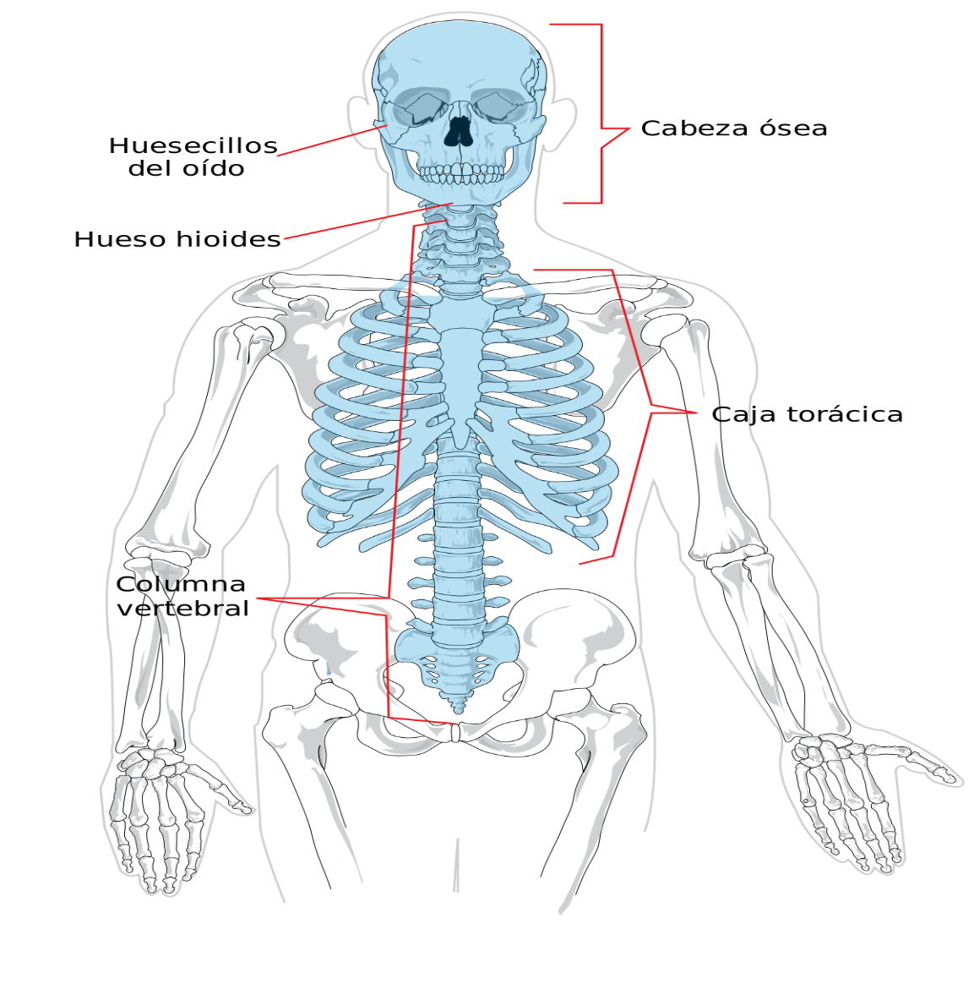 Cabeza ósea
Huesecillos
del oído
Hueso hioides
Caja torácica
Columna
vertebral